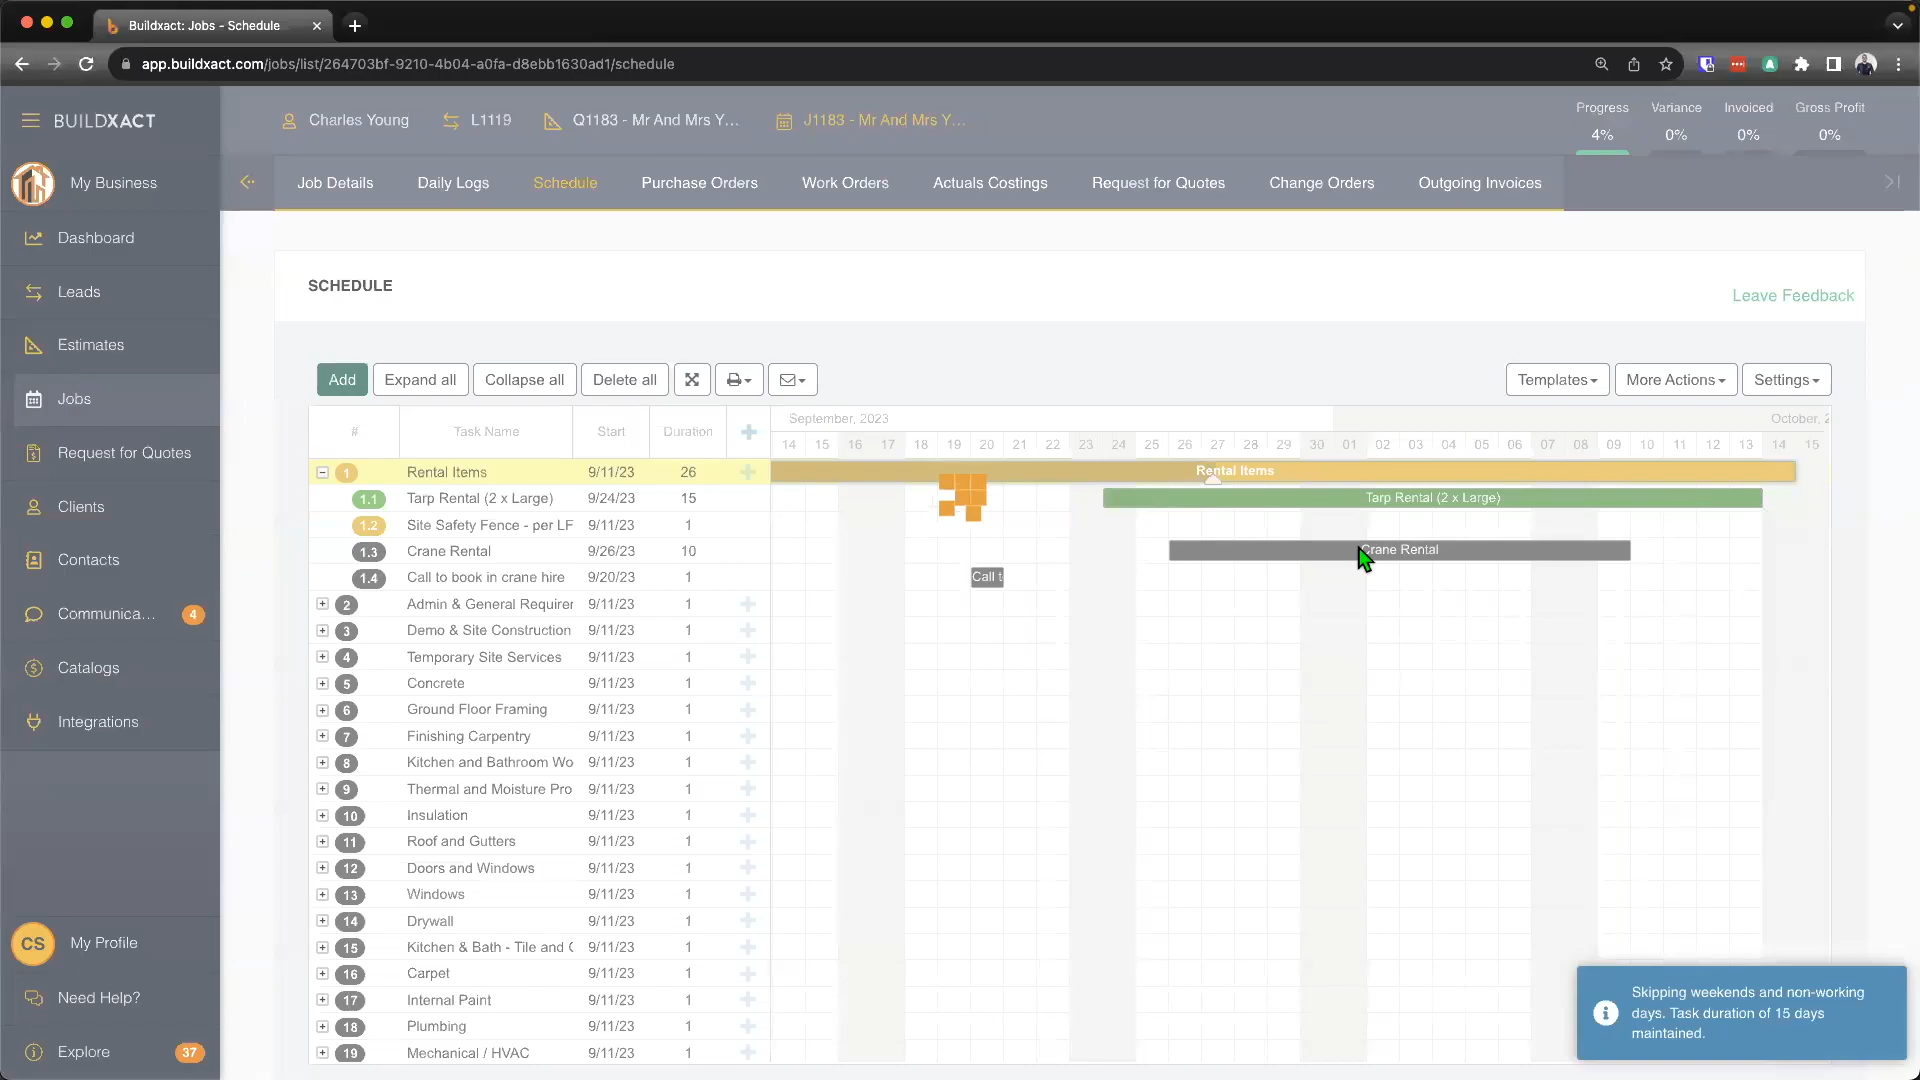 Buildxact: Jobs - Schedule
app.buildxact.com/jobs/list/264703bf-9210-4b04-a0fa-d8ebb1630ad1/schedule
BUILDXACT
Charles Young
L1119
Q1183 - Mr And Mrs Y...
J1183 - Mr And Mrs Y...
Progress Variance Invoiced Gross Profit
4% 0% 0% 0%
My Business
Dashboard
Leads
Estimates
Jobs
Request for Quotes
Clients
Contacts
Communica... 4
Catalogs
Integrations
CS My Profile
Need Help?
Explore 37
Job Details Daily Logs Schedule Purchase Orders Work Orders Actuals Costings Request for Quotes Change Orders Outgoing Invoices
SCHEDULE
Leave Feedback
Add Expand all Collapse all Delete all
Templates More Actions Settings
# Task Name Start Duration
September, 2023 October, 2
14 15 16 17 18 19 20 21 22 23 24 25 26 27 28 29 30 01 02 03 04 05 06 07 08 09 10 11 12 13 14 15
1 Rental Items 9/11/23 26 Rental Items
1.1 Tarp Rental (2 x Large) 9/24/23 15 Tarp Rental (2 x Large)
1.2 Site Safety Fence - per LF 9/11/23 1
1.3 Crane Rental 9/26/23 10 Crane Rental
1.4 Call to book in crane hire 9/20/23 1 Call t
2 Admin & General Requirer 9/11/23 1
3 Demo & Site Construction 9/11/23 1
4 Temporary Site Services 9/11/23 1
5 Concrete 9/11/23 1
6 Ground Floor Framing 9/11/23 1
7 Finishing Carpentry 9/11/23 1
8 Kitchen and Bathroom Wo 9/11/23 1
9 Thermal and Moisture Pro 9/11/23 1
10 Insulation 9/11/23 1
11 Roof and Gutters 9/11/23 1
12 Doors and Windows 9/11/23 1
13 Windows 9/11/23 1
14 Drywall 9/11/23 1
15 Kitchen & Bath - Tile and C 9/11/23 1
16 Carpet 9/11/23 1
17 Internal Paint 9/11/23 1
18 Plumbing 9/11/23 1
19 Mechanical / HVAC 9/11/23 1
Skipping weekends and non-working
days. Task duration of 15 days
maintained.